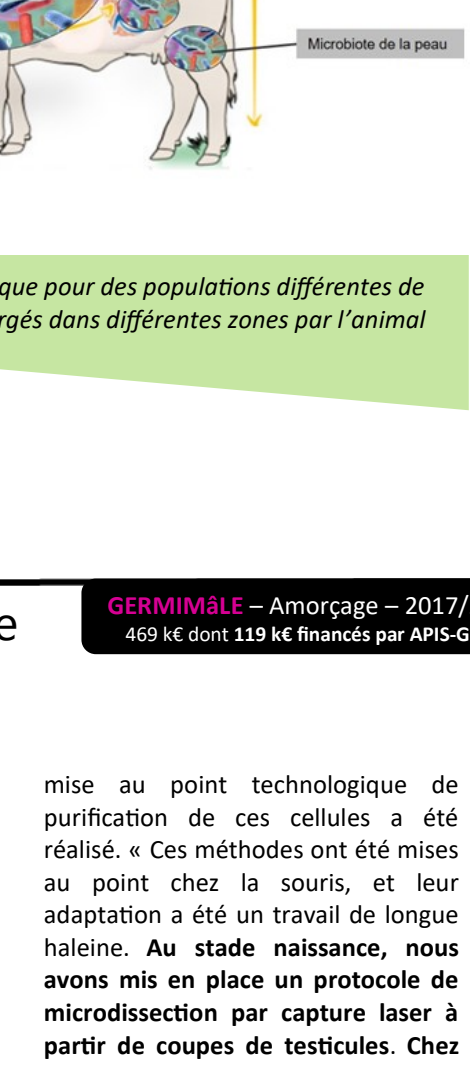 Microbiote de la peau
que pour des populations différentes de
rgés dans différentes zones par l'animal
e
GERMIMâLE – Amorçage – 2017/
469 k€ dont 119 k€ financés par APIS-G
mise au point technologique de
purification de ces cellules a été
réalisé. « Ces méthodes ont été mises
au point chez la souris, et leur
adaptation a été un travail de longue
haleine. Au stade naissance, nous
avons mis en place un protocole de
microdissection par capture laser à
partir de coupes de testicules. Chez